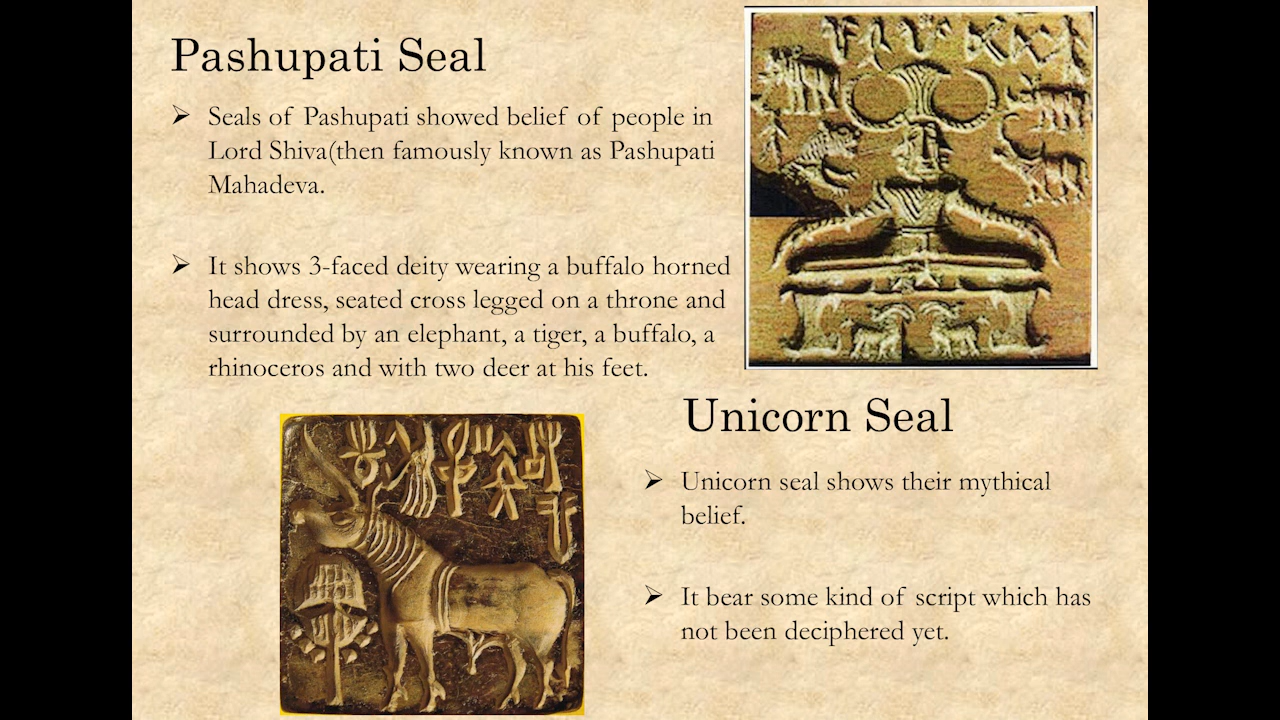 Pashupati Seal
➢ Seals of Pashupati showed belief of people in
Lord Shiva(then famously known as Pashupati
Mahadeva.
➢ It shows 3-faced deity wearing a buffalo horned
head dress, seated cross legged on a throne and
surrounded by an elephant, a tiger, a buffalo, a
rhinoceros and with two deer at his feet.
Unicorn Seal
➢ Unicorn seal shows their mythical
belief.
➢ It bear some kind of script which has
not been deciphered yet.